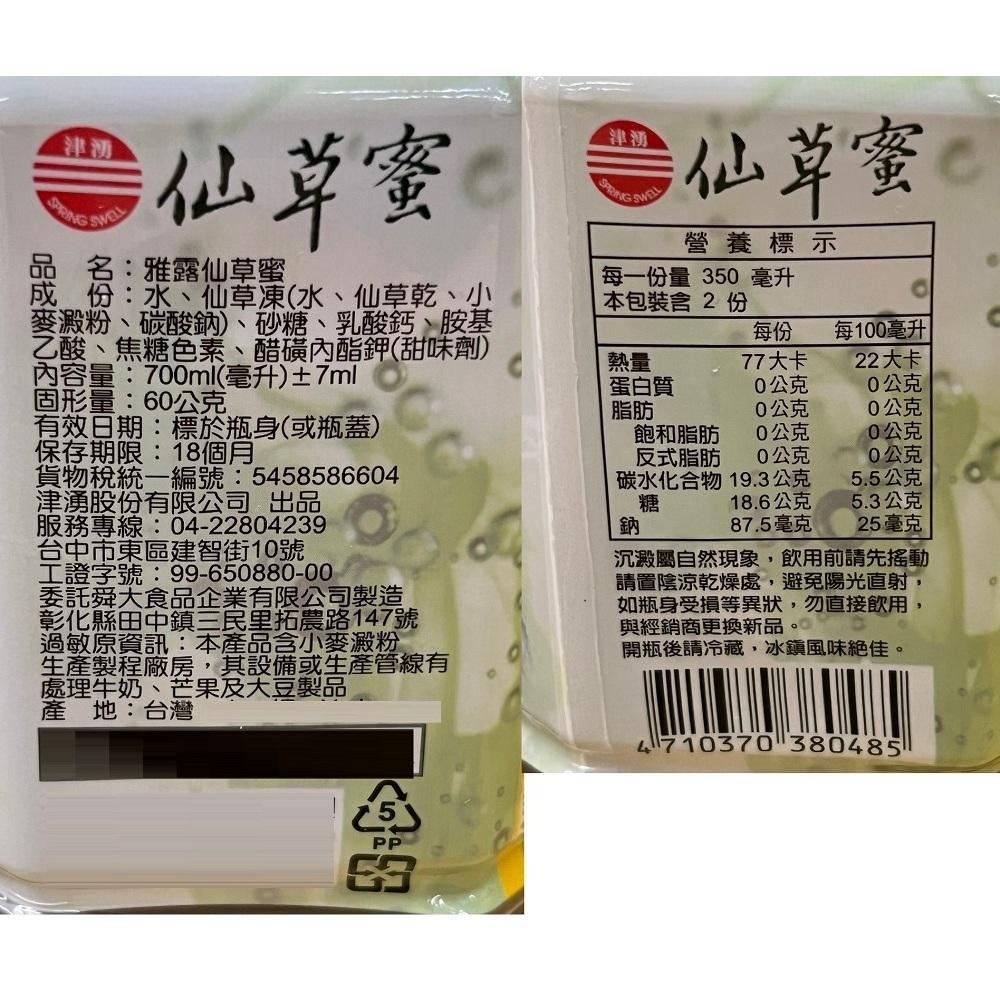 津湧
SPRING SWELL
仙草蜜
品 名：雅露仙草蜜
成 份：水、仙草凍(水、仙草乾、小
麥澱粉、碳酸鈉)、砂糖、乳酸鈣、胺基
乙酸、焦糖色素、醋磺內酯鉀(甜味劑)
內容量：700ml(毫升)±7ml
固形量：60公克
有效日期：標於瓶身(或瓶蓋)
保存期限：18個月
貨物稅統一編號：5458586604
津湧股份有限公司 出品
服務專線：04-22804239
台中市東區建智街10號
工證字號：99-650880-00
委託舜大食品企業有限公司製造
彰化縣田中鎮三民里拓農路147號
過敏原資訊：本產品含小麥澱粉
生產製程廠房，其設備或生產管線有
處理牛奶、芒果及大豆製品
產 地：台灣
5
PP
津湧
SPRING SWELL
仙草蜜
營養標示
每一份量 350 毫升
本包裝含 2 份
每份 每100毫升
熱量 77大卡 22大卡
蛋白質 0公克 0公克
脂肪 0公克 0公克
飽和脂肪 0公克 0公克
反式脂肪 0公克 0公克
碳水化合物 19.3公克 5.5公克
糖 18.6公克 5.3公克
鈉 87.5毫克 25毫克
沉澱屬自然現象，飲用前請先搖動
請置陰涼乾燥處，避免陽光直射，
如瓶身受損等異狀，勿直接飲用，
與經銷商更換新品。
開瓶後請冷藏，冰鎮風味絕佳。
4 710370 380485